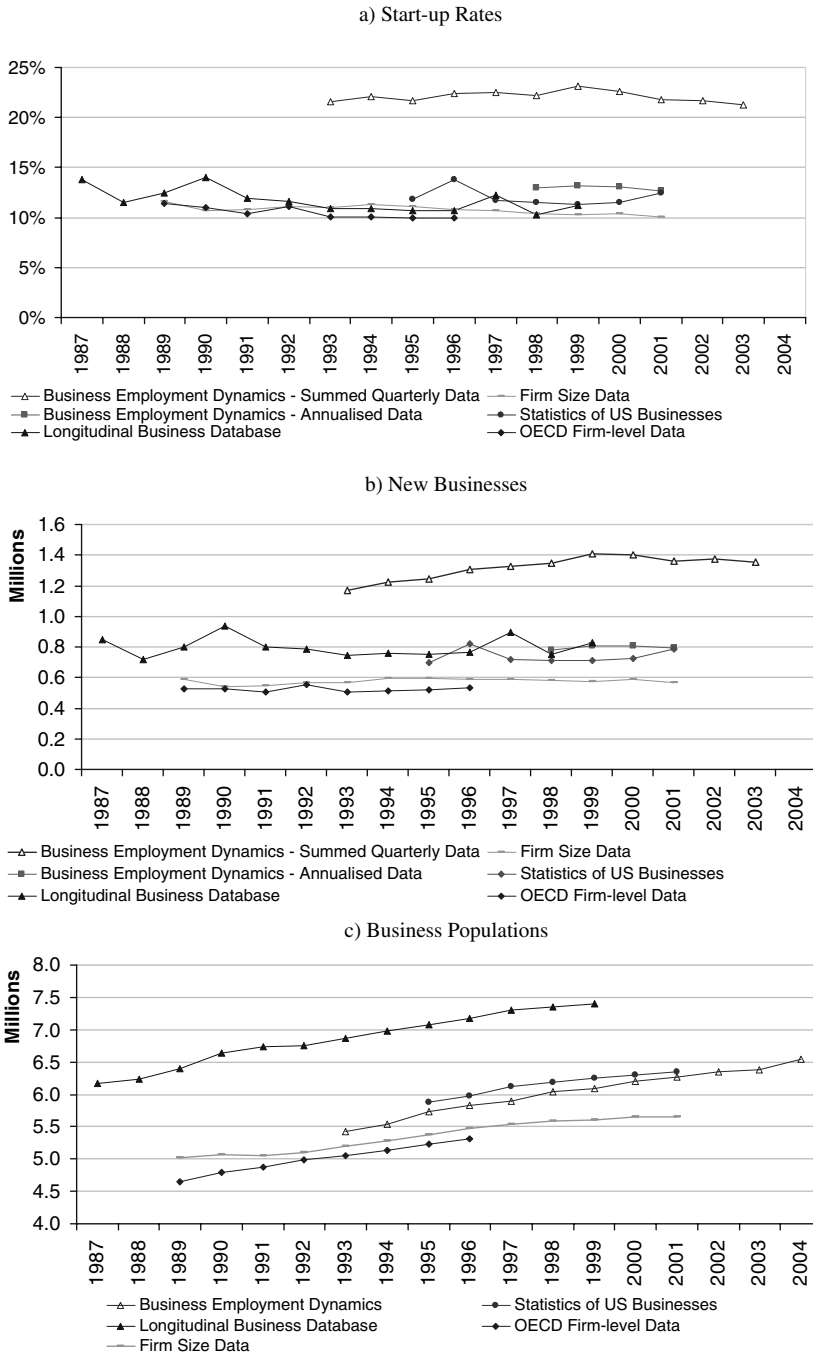 a) Start-up Rates
25%
20%
15%
10%
5%
0%
1987 1988 1989 1990 1991 1992 1993 1994 1995 1996 1997 1998 1999 2000 2001 2002 2003 2004
Business Employment Dynamics - Summed Quarterly Data Firm Size Data
Business Employment Dynamics - Annualised Data Statistics of US Businesses
Longitudinal Business Database OECD Firm-level Data
b) New Businesses
Millions
1.6
1.4
1.2
1.0
0.8
0.6
0.4
0.2
0.0
1987 1988 1989 1990 1991 1992 1993 1994 1995 1996 1997 1998 1999 2000 2001 2002 2003 2004
Business Employment Dynamics - Summed Quarterly Data Firm Size Data
Business Employment Dynamics - Annualised Data Statistics of US Businesses
Longitudinal Business Database OECD Firm-level Data
c) Business Populations
Millions
8.0
7.5
7.0
6.5
6.0
5.5
5.0
4.5
4.0
1987 1988 1989 1990 1991 1992 1993 1994 1995 1996 1997 1998 1999 2000 2001 2002 2003 2004
Business Employment Dynamics Statistics of US Businesses
Longitudinal Business Database OECD Firm-level Data
Firm Size Data